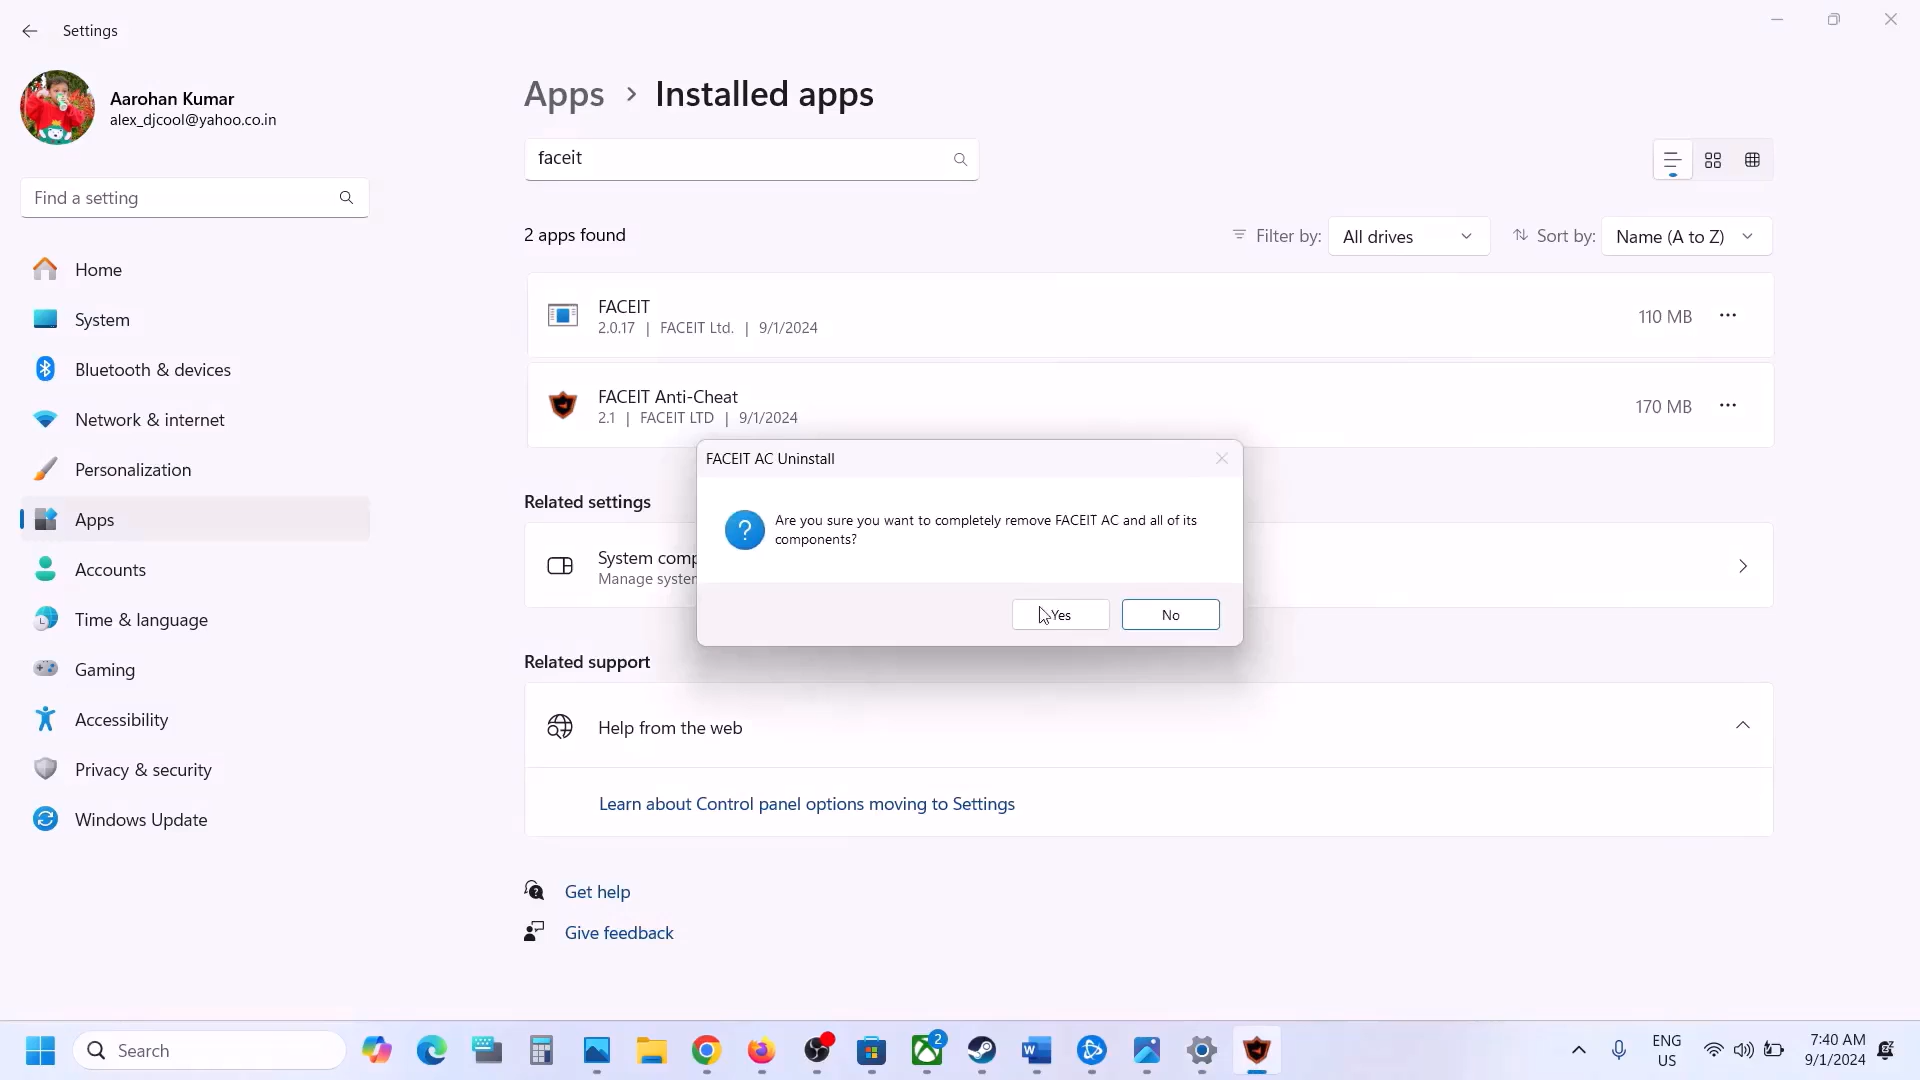 Settings
Aarohan Kumar
alex_djcool@yahoo.co.in
Find a setting
Home
System
Bluetooth & devices
Network & internet
Personalization
Apps
Accounts
Time & language
Gaming
Accessibility
Privacy & security
Windows Update
Apps > Installed apps
faceit
2 apps found
Filter by: All drives
Sort by: Name (A to Z)
FACEIT
2.0.17 | FACEIT Ltd. | 9/1/2024
110 MB
FACEIT Anti-Cheat
2.1 | FACEIT LTD | 9/1/2024
170 MB
FACEIT AC Uninstall
Are you sure you want to completely remove FACEIT AC and all of its
components?
Yes No
Related settings
System comp
Manage system
Related support
Help from the web
Learn about Control panel options moving to Settings
Get help
Give feedback
Search
2
ENG
US
7:40 AM
9/1/2024